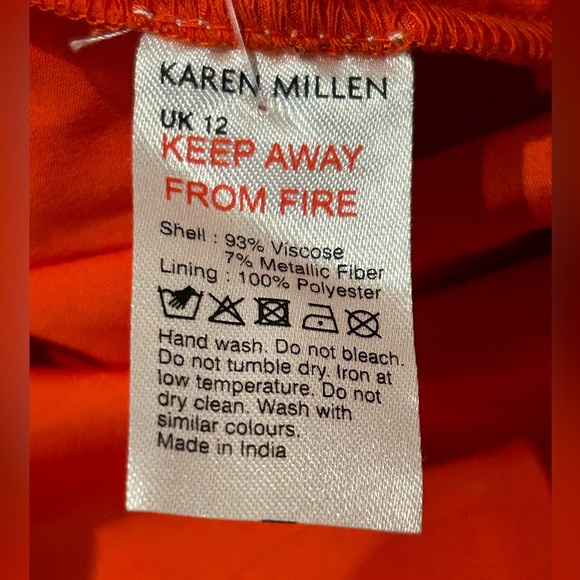 KAREN MILLEN
UK 12
KEEP AWAY
FROM FIRE
Shell : 93% Viscose
7% Metallic Fiber
Lining : 100% Polyester
Hand wash. Do not bleach.
Do not tumble dry. Iron at
low temperature. Do not
dry clean. Wash with
similar colours.
Made in India